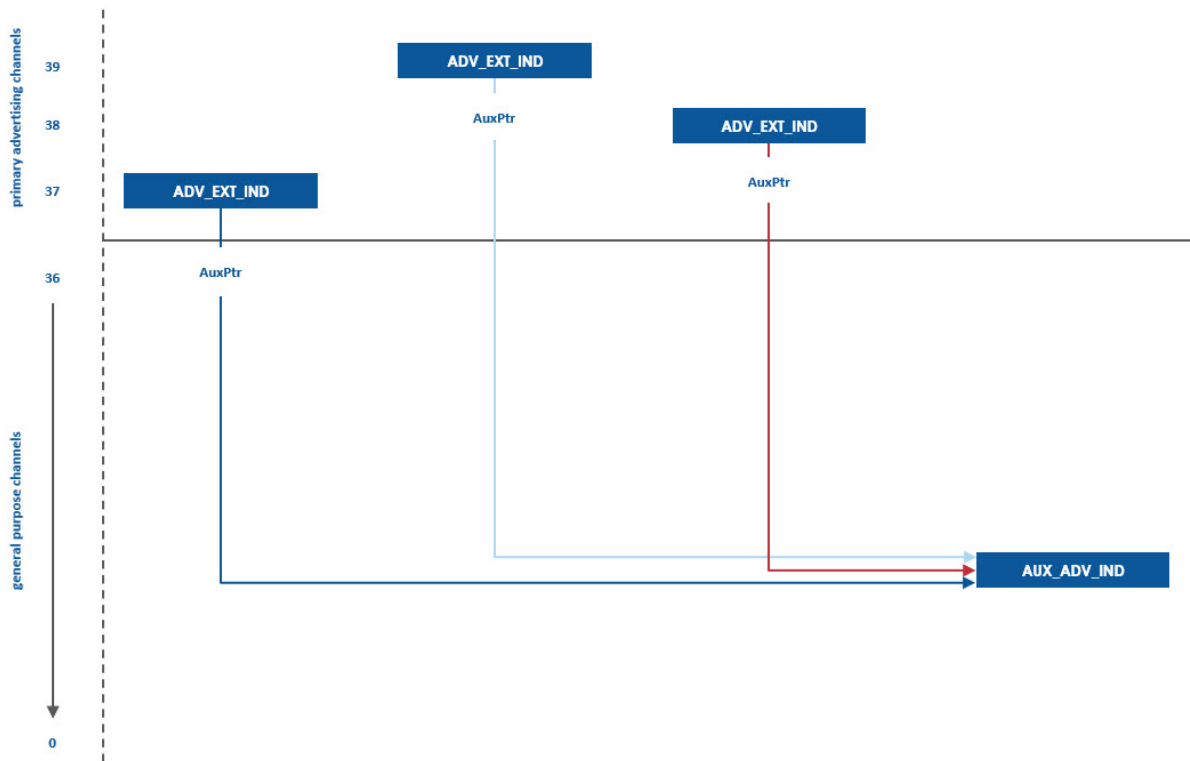 primary advertising channels
39
38
37
ADV_EXT_IND
AuxPtr
ADV_EXT_IND
AuxPtr
ADV_EXT_IND
AuxPtr
36
general purpose channels
AUX_ADV_IND
0